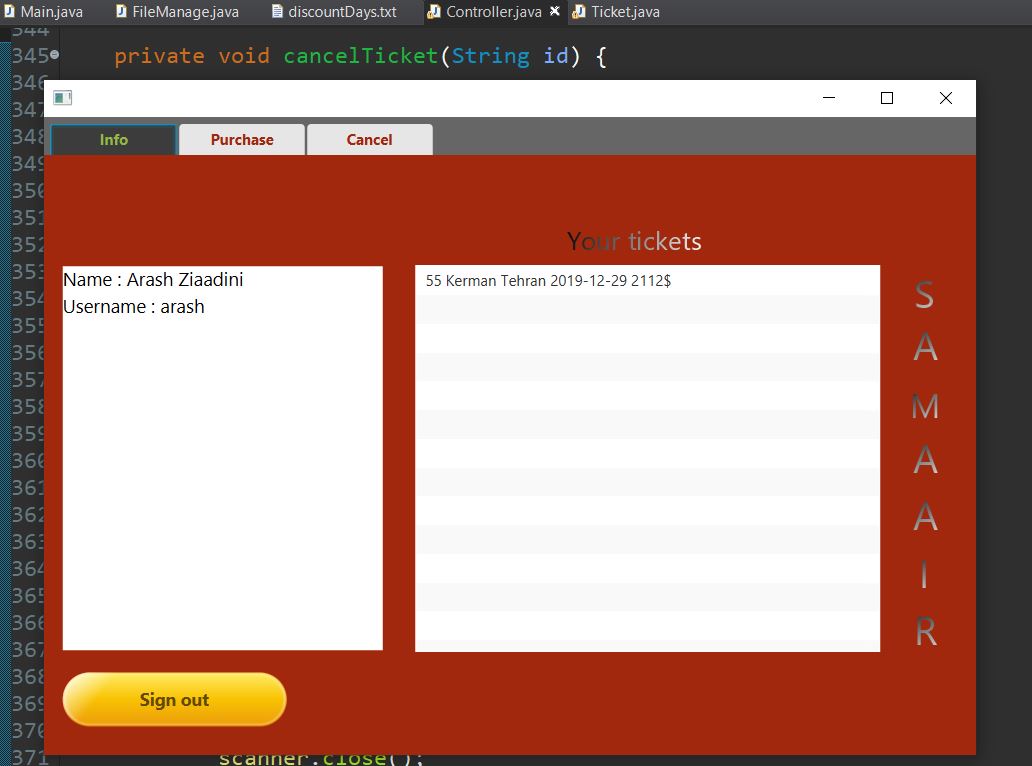 Main.java FileManage.java discountDays.txt Controller.java Ticket.java
344
345 private void cancelTicket(String id) {
346
347
348
349
350
351
352
353
354
355
356
357
358
359
360
361
362
363
364
365
366
367
368
369
370
371 scanner.close();
Info Purchase Cancel
Your tickets
Name : Arash Ziaadini
Username : arash
55 Kerman Tehran 2019-12-29 2112$
S
A
M
A
A
I
R
Sign out